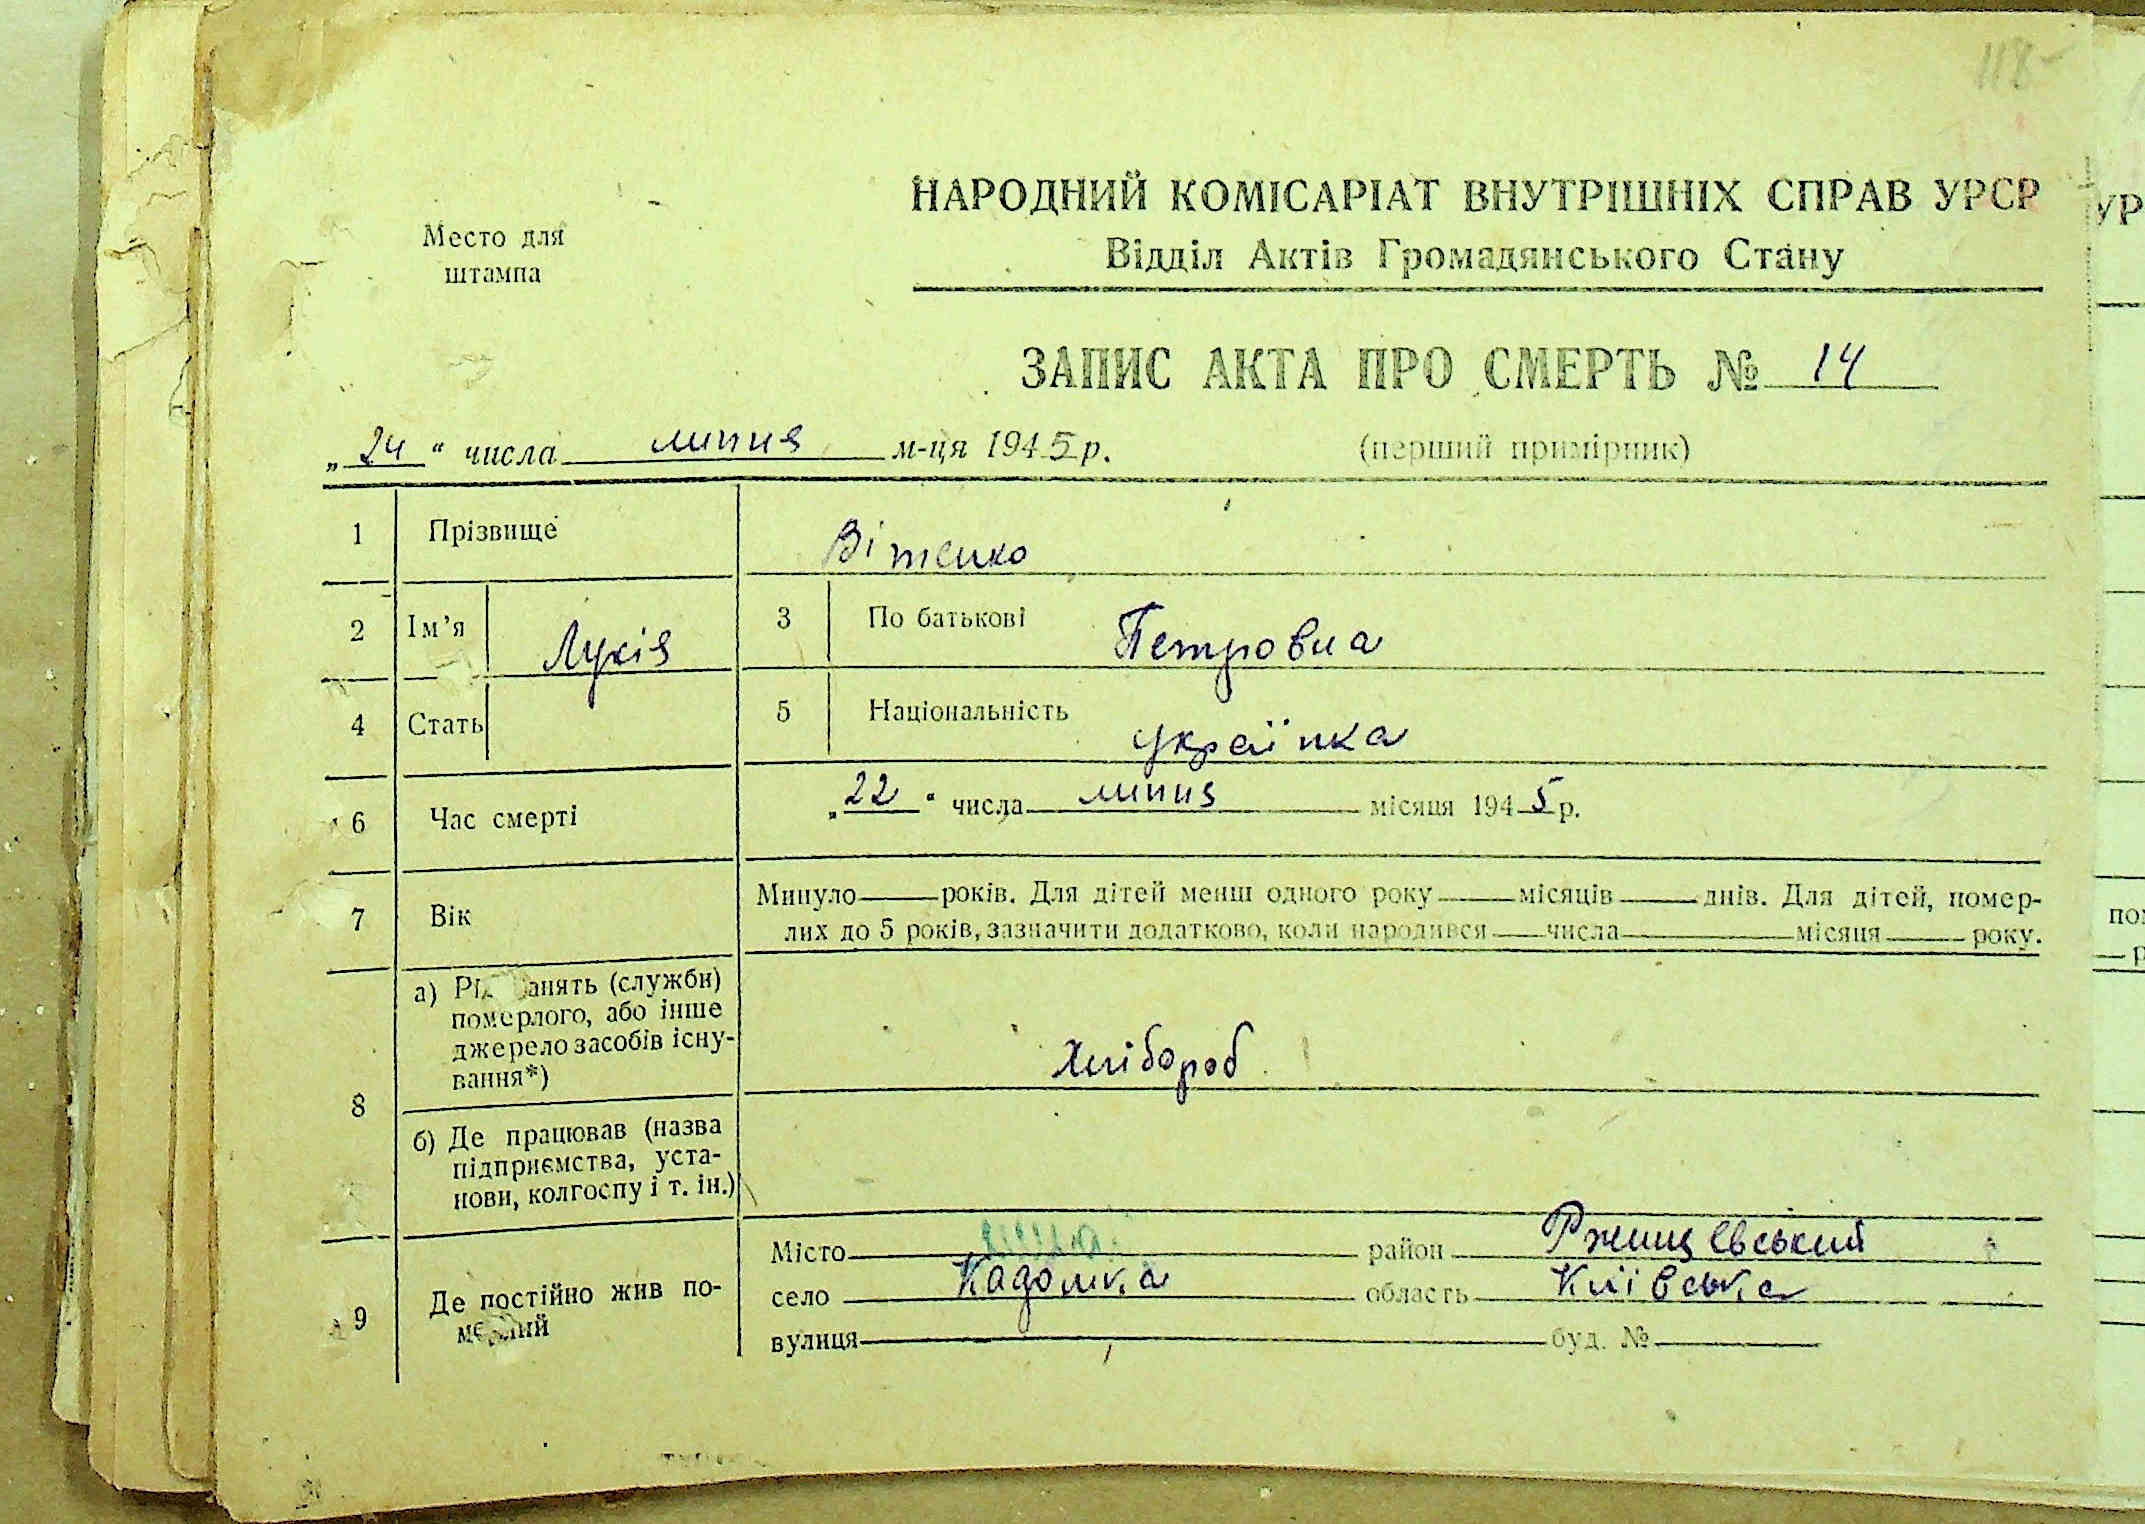 118
НАРОДНИЙ КОМІСАРІАТ ВНУТРІШНІХ СПРАВ УРСР
Відділ Актів Громадянського Стану
Место для
штампа
ЗАПИС АКТА ПРО СМЕРТЬ № 14
„24“ числа липня м-ця 1945 р.
(перший примірник)
1 Прізвище Вітенко
2 Ім’я Лукія 3 По батькові Петровна
4 Стать 5 Національність українка
6 Час смерті „22“ числа липня місяця 1945 р.
7 Вік Минуло років. Для дітей менш одного року місяців днів. Для дітей, помер-
лих до 5 років, зазначити додатково, коли народився числа місяця року.
8 а) Рід занять (служби)
померлого, або інше
джерело засобів існу-
вання*)
Хлібороб
б) Де працював (назва
підприємства, уста-
нови, колгоспу і т. ін.)
9 Де постійно жив по-
мерлий
Місто район Ржищевський
село Кадомка область Київська
вулиця буд. №